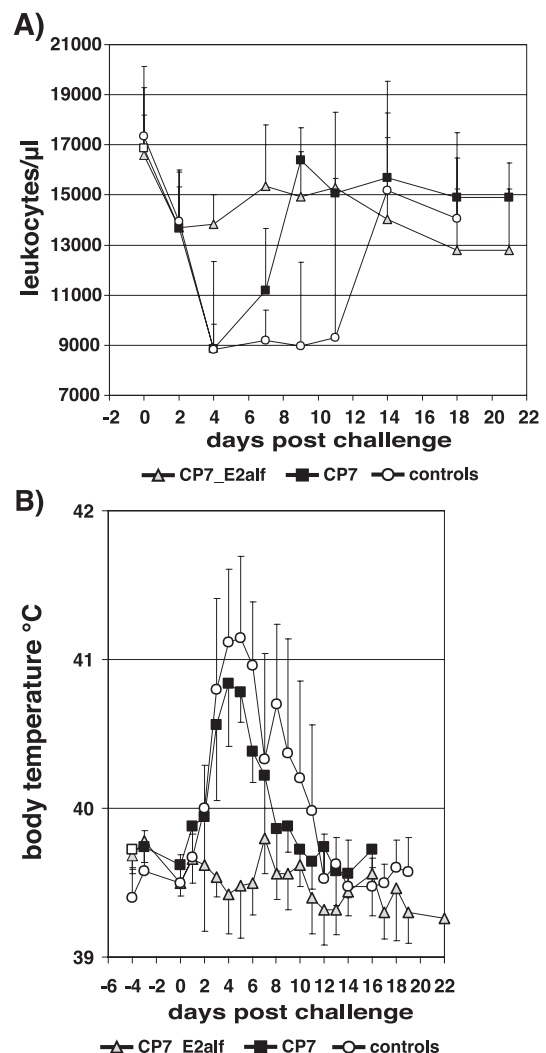 A)
21000
19000
17000
15000
13000
11000
9000
7000
leukocytes/µl
-2 0 2 4 6 8 10 12 14 16 18 20 22
days post challenge
CP7_E2alf CP7 controls
B)
42
41
40
39
body temperature °C
-6 -4 -2 0 2 4 6 8 10 12 14 16 18 20 22
days post challenge
CP7_E2alf CP7 controls